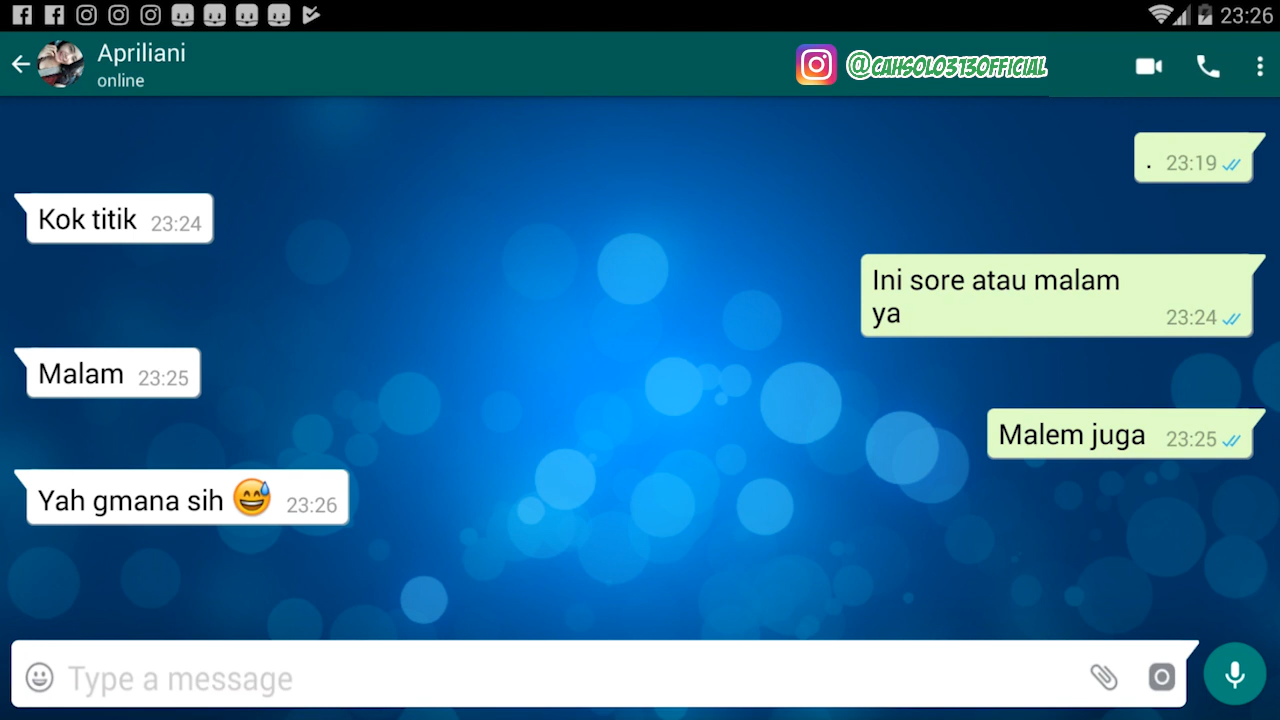 23:26
Apriliani
online
@CAHSOLO313OFFICIAL
. 23:19
Kok titik 23:24
Ini sore atau malam
ya 23:24
Malam 23:25
Malem juga 23:25
Yah gmana sih 😅 23:26
Type a message